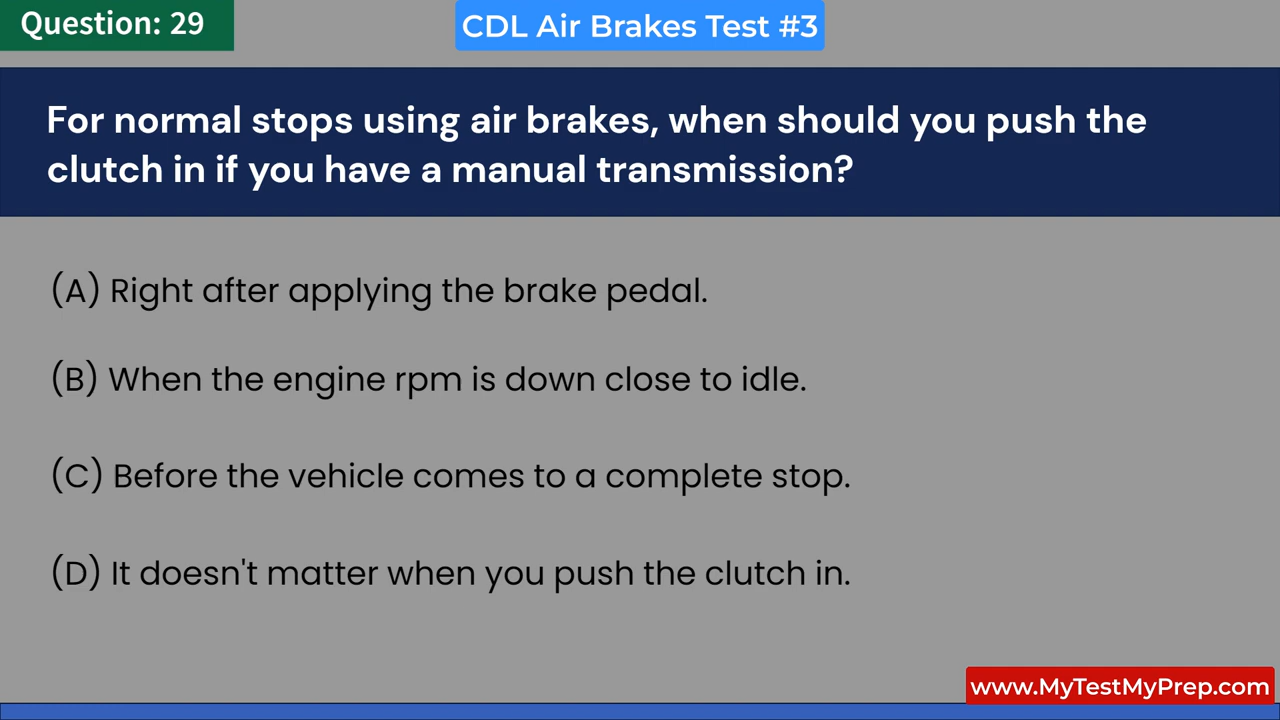 Question: 29
CDL Air Brakes Test #3
For normal stops using air brakes, when should you push the
clutch in if you have a manual transmission?
(A) Right after applying the brake pedal.
(B) When the engine rpm is down close to idle.
(C) Before the vehicle comes to a complete stop.
(D) It doesn't matter when you push the clutch in.
www.MyTestMyPrep.com